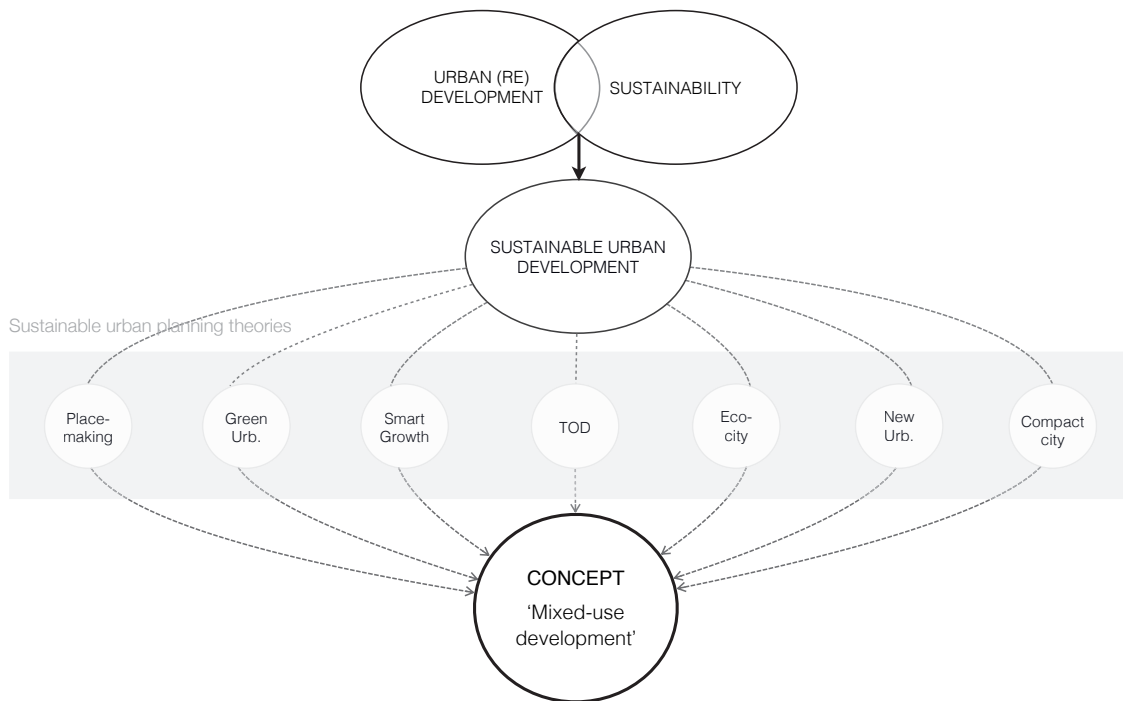 URBAN (RE)
DEVELOPMENT
SUSTAINABILITY
SUSTAINABLE URBAN
DEVELOPMENT
Sustainable urban planning theories
Place-
making
Green
Urb.
Smart
Growth
TOD
Eco-
city
New
Urb.
Compact
city
CONCEPT
‘Mixed-use
development’